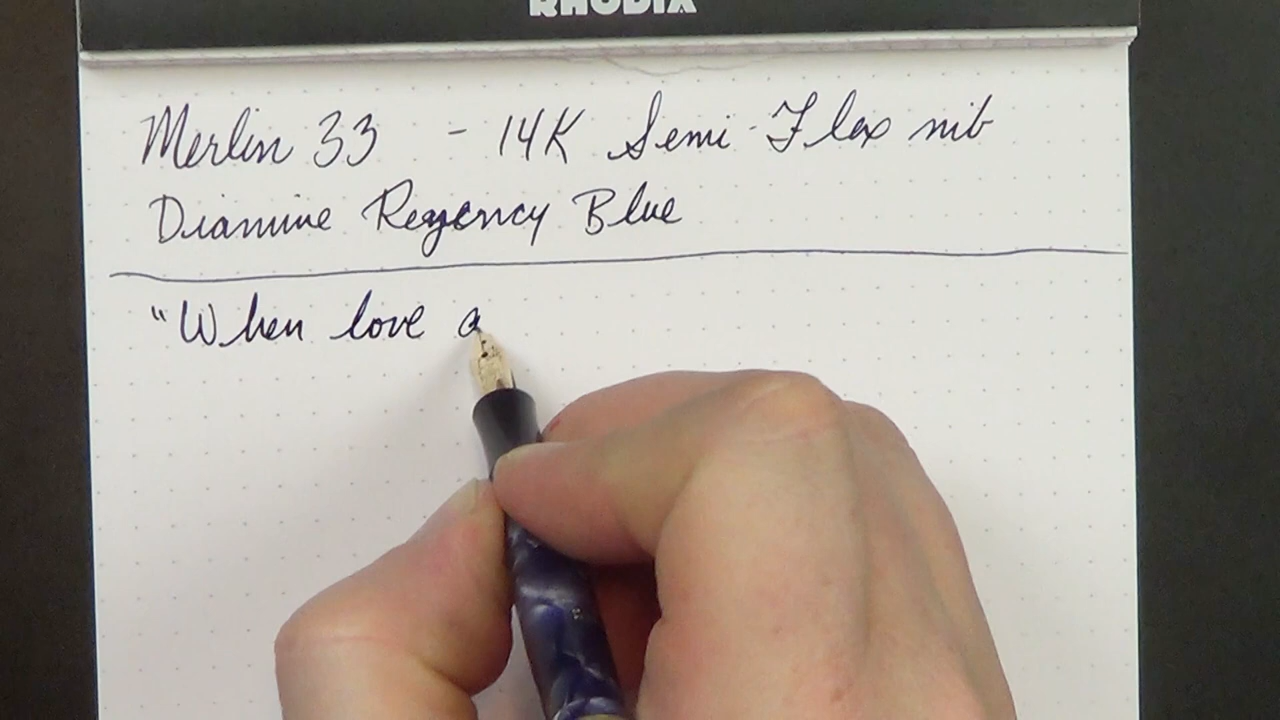 RHODIA
Merlin 33 - 14K Semi-Flex nib
Diamine Regency Blue
"When love a